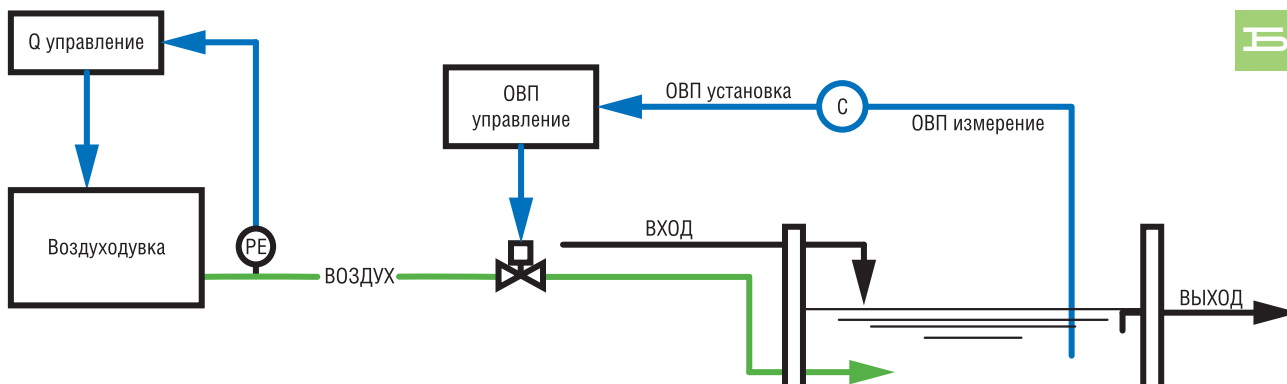 Q управление
ОВП
управление
ОВП установка
С
ОВП измерение
Воздуходувка
PE
ВОЗДУХ
ВХОД
ВЫХОД